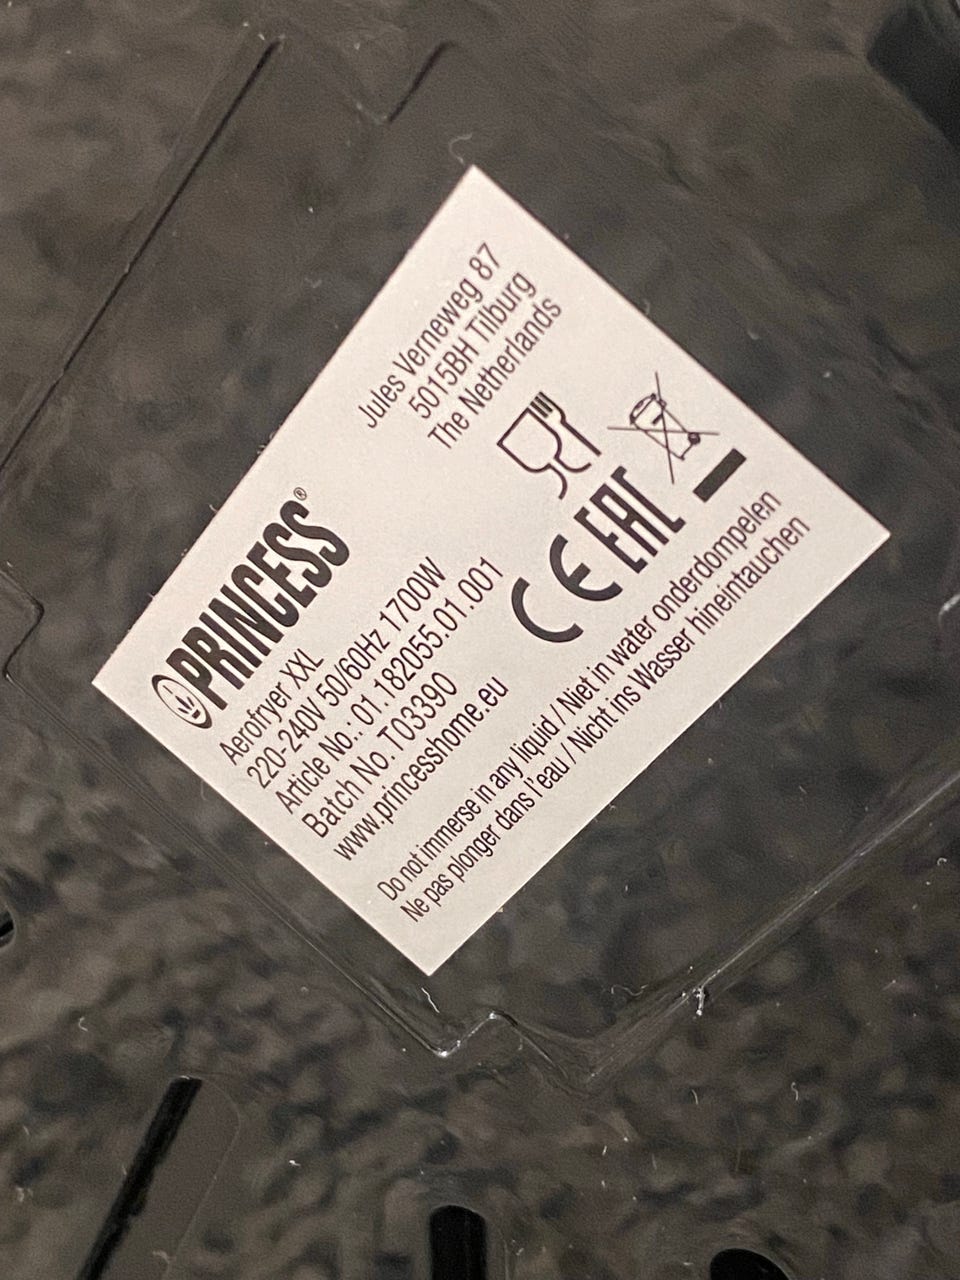 PRINCESS®
Jules Verneweg 87
5015BH Tilburg
The Netherlands
Aerofryer XXL
220-240V 50/60Hz 1700W
Article No.: 01.182055.01.001
Batch No. T03390
www.princesshome.eu
CE EAC
Do not immerse in any liquid / Niet in water onderdompelen
Ne pas plonger dans l'eau / Nicht ins Wasser hineintauchen